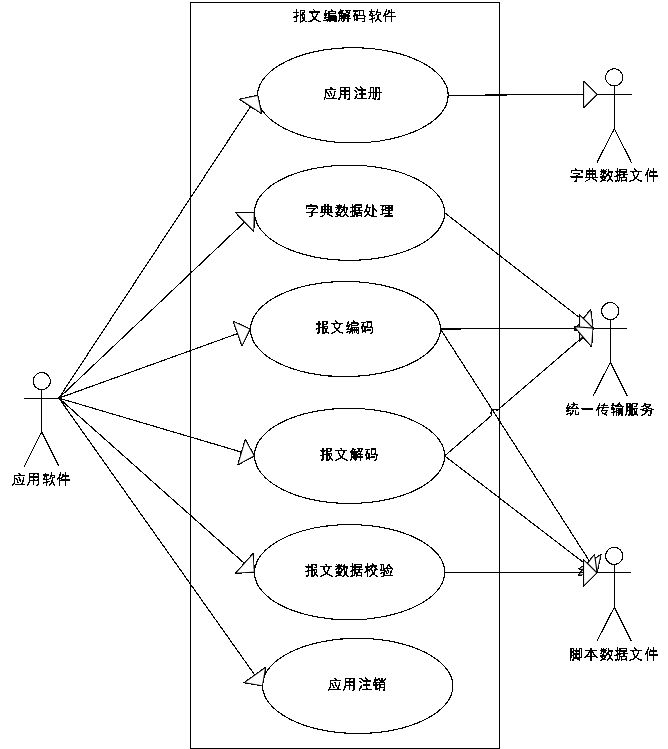 报文编解码软件
应用注册
字典数据文件
字典数据处理
报文编码
统一传输服务
应用软件
报文解码
报文数据校验
脚本数据文件
应用注销